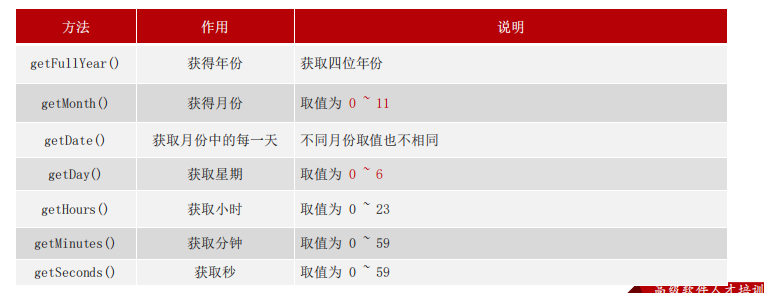 方法 作用 说明
getFullYear() 获得年份 获取四位年份
getMonth() 获得月份 取值为 0 ~ 11
getDate() 获取月份中的每一天 不同月份取值也不相同
getDay() 获取星期 取值为 0 ~ 6
getHours() 获取小时 取值为 0 ~ 23
getMinutes() 获取分钟 取值为 0 ~ 59
getSeconds() 获取秒 取值为 0 ~ 59
高级软件人才培训